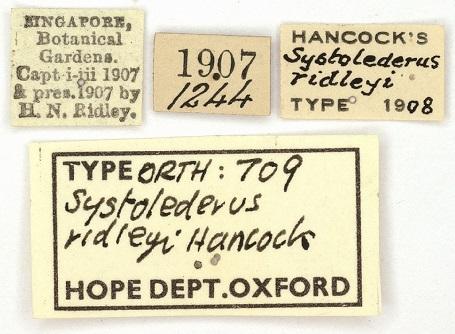 SINGAPORE,
Botanical
Gardens.
Capt. i-iii 1907
& pres. 1907 by
H. N. Ridley.
1907
1244
HANCOCK'S
Systolederus
ridleyi
TYPE 1908
TYPE ORTH: 709
Systolederus
ridleyi Hancock
HOPE DEPT. OXFORD